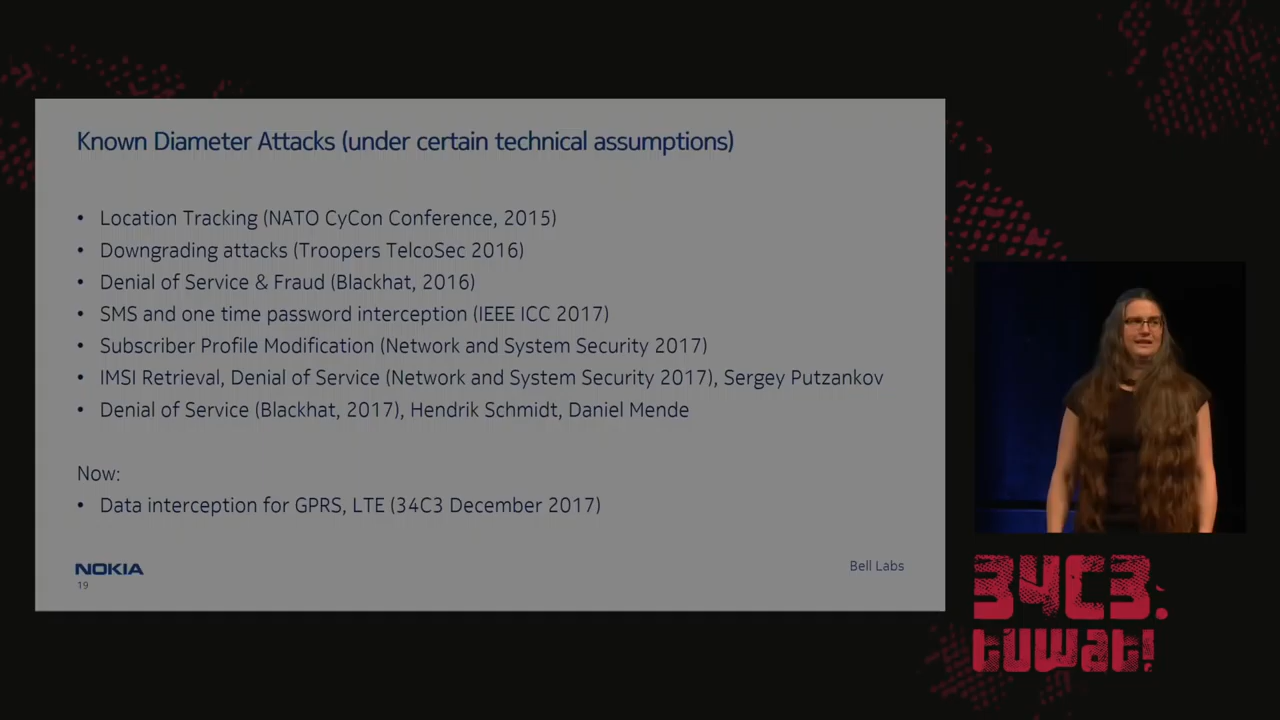 Known Diameter Attacks (under certain technical assumptions)
• Location Tracking (NATO CyCon Conference, 2015)
• Downgrading attacks (Troopers TelcoSec 2016)
• Denial of Service & Fraud (Blackhat, 2016)
• SMS and one time password interception (IEEE ICC 2017)
• Subscriber Profile Modification (Network and System Security 2017)
• IMSI Retrieval, Denial of Service (Network and System Security 2017), Sergey Putzankov
• Denial of Service (Blackhat, 2017), Hendrik Schmidt, Daniel Mende
Now:
• Data interception for GPRS, LTE (34C3 December 2017)
NOKIA
19
Bell Labs
34C3.
tuwat!